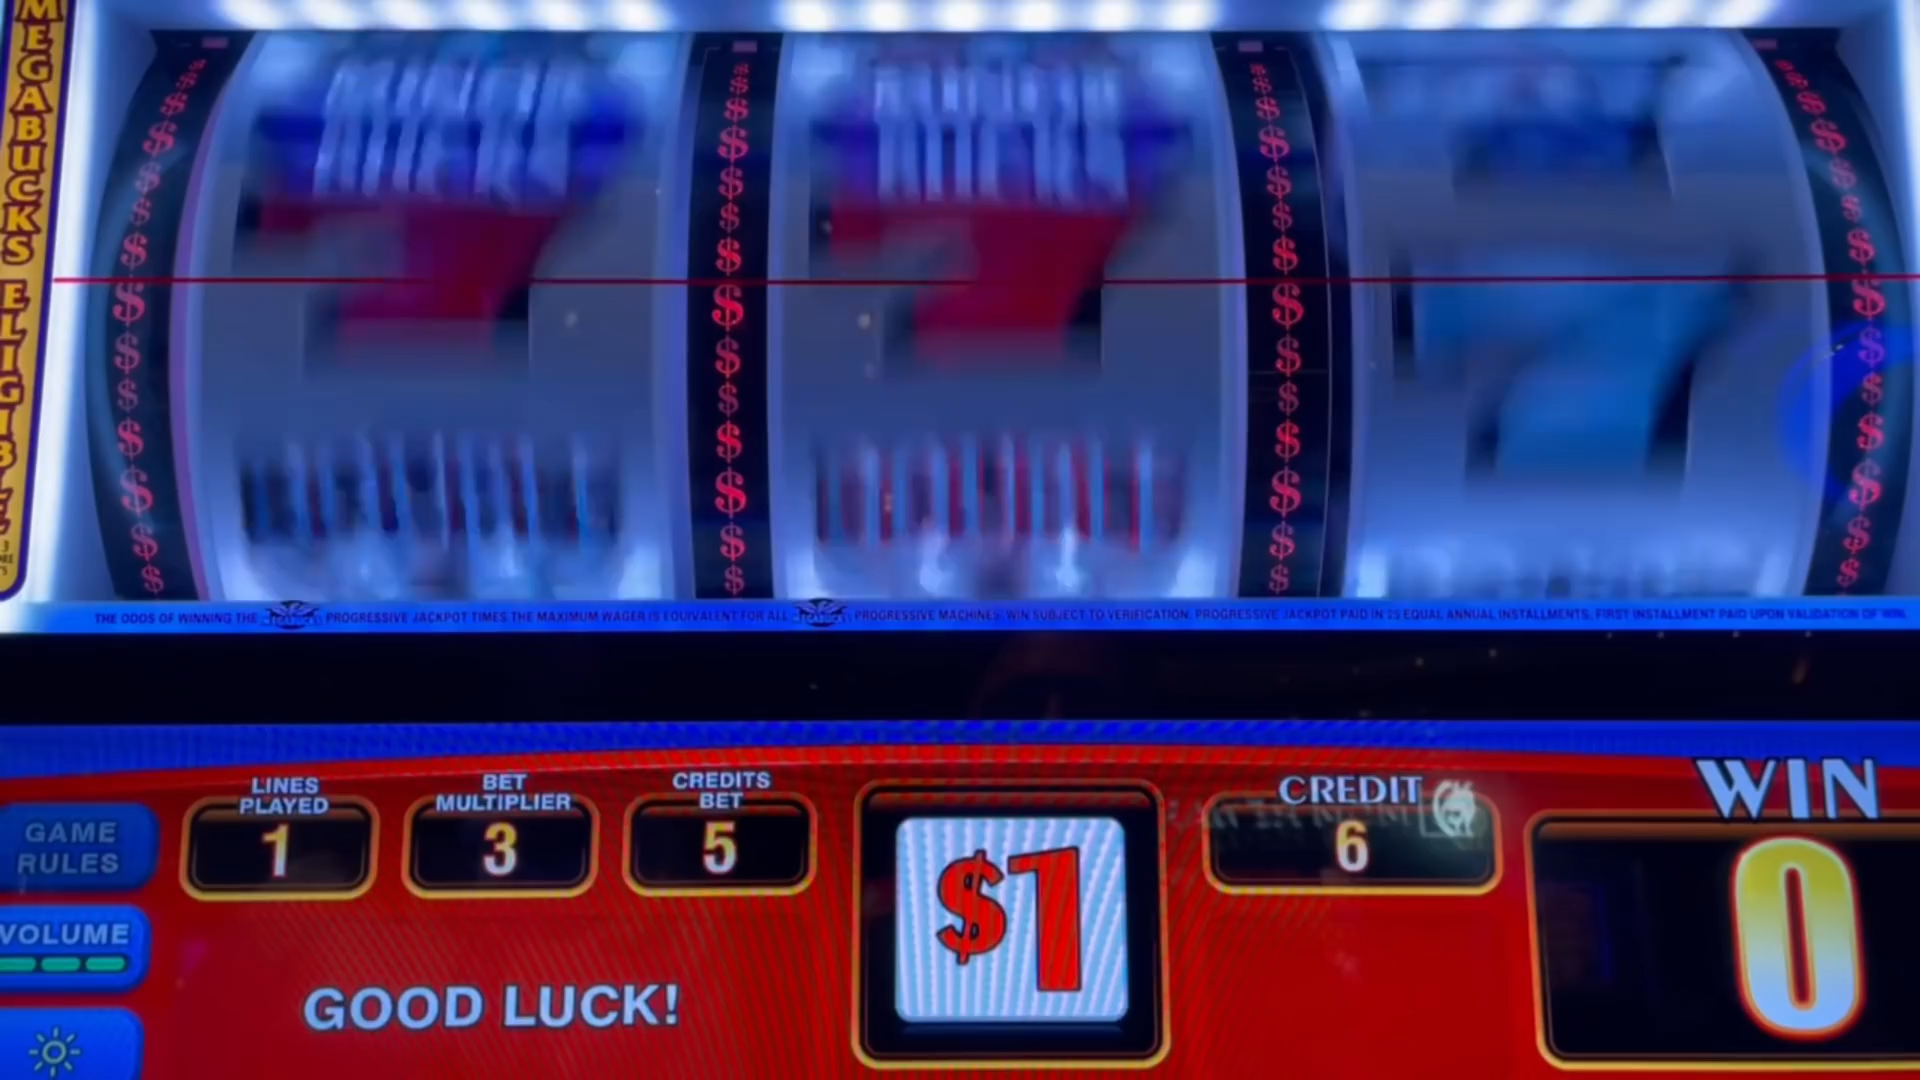 MEGABUCKS ELIGIBLE
THE ODDS OF WINNING THE PROGRESSIVE JACKPOT TIMES THE MAXIMUM WAGER IS EQUIVALENT FOR ALL PROGRESSIVE MACHINES. WIN SUBJECT TO VERIFICATION. PROGRESSIVE JACKPOT PAID IN 25 EQUAL ANNUAL INSTALLMENTS; FIRST INSTALLMENT PAID UPON VALIDATION OF WIN.
LINES PLAYED
1
BET MULTIPLIER
3
CREDITS BET
5
$1
CREDIT
6
WIN
0
GAME RULES
VOLUME
GOOD LUCK!